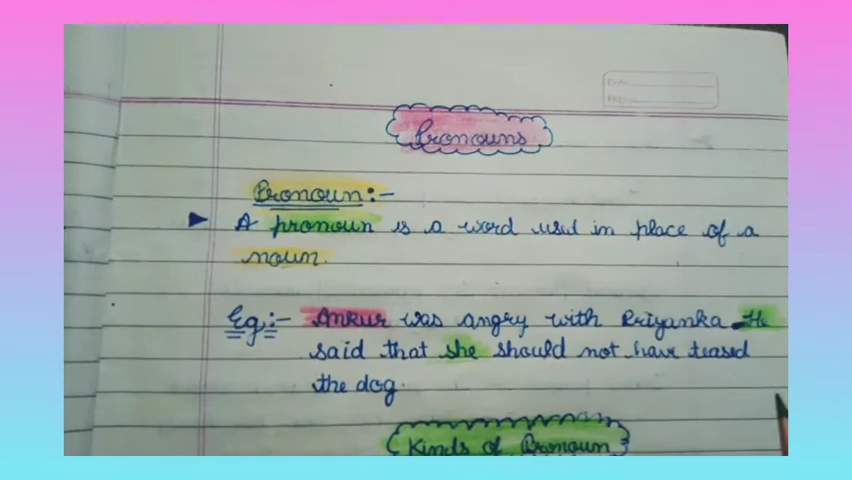 Pronouns
Pronoun:-
A pronoun is a word used in place of a
noun.
Eg:- Ankur was angry with Priyanka. He
said that she should not have teased
the dog.
Kinds of Pronoun